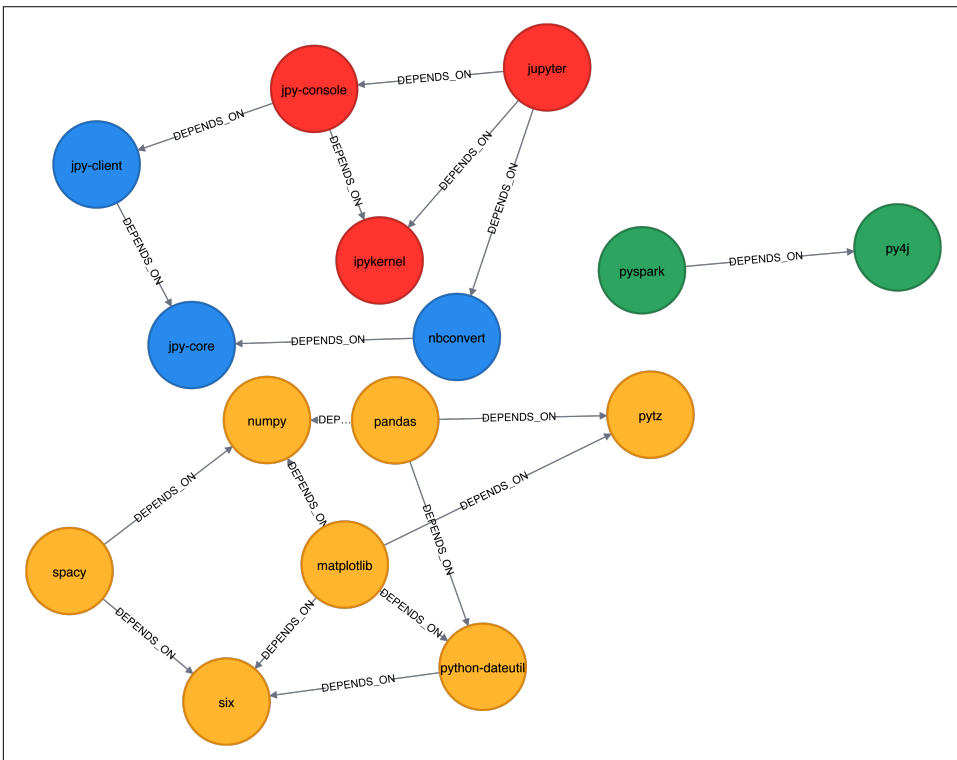 jupyter
DEPENDS_ON
jpy-console
DEPENDS_ON
DEPENDS_ON
DEPENDS_ON
DEPENDS_ON
jpy-client
DEPENDS_ON
ipykernel
pyspark
DEPENDS_ON
py4j
jpy-core
DEPENDS_ON
nbconvert
numpy
DEP...
pandas
DEPENDS_ON
pytz
DEPENDS_ON
DEPENDS_ON
DEPENDS_ON
DEPENDS_ON
spacy
matplotlib
DEPENDS_ON
DEPENDS_ON
DEPENDS_ON
python-dateutil
DEPENDS_ON
six